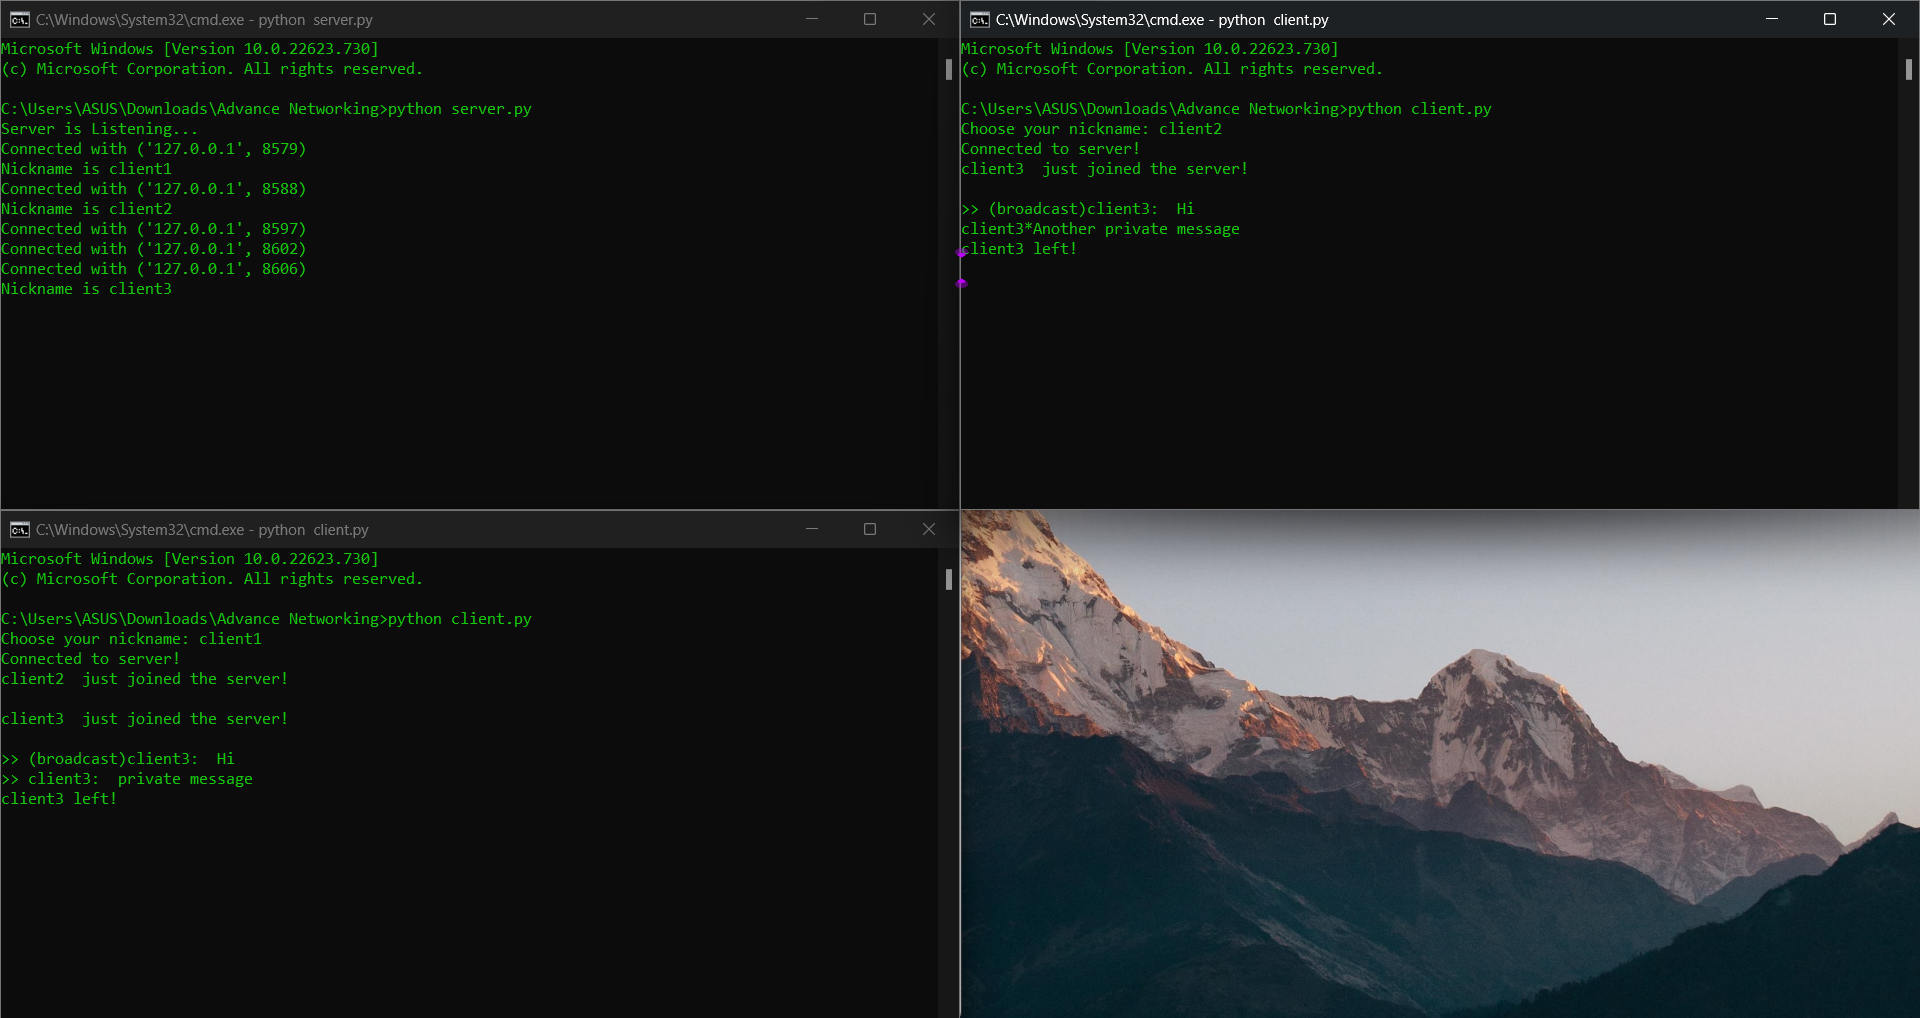 C:\Windows\System32\cmd.exe - python  server.py
Microsoft Windows [Version 10.0.22623.730]
(c) Microsoft Corporation. All rights reserved.
C:\Users\ASUS\Downloads\Advance Networking>python server.py
Server is Listening...
Connected with ('127.0.0.1', 8579)
Nickname is client1
Connected with ('127.0.0.1', 8588)
Nickname is client2
Connected with ('127.0.0.1', 8597)
Connected with ('127.0.0.1', 8602)
Connected with ('127.0.0.1', 8606)
Nickname is client3
C:\Windows\System32\cmd.exe - python  client.py
Microsoft Windows [Version 10.0.22623.730]
(c) Microsoft Corporation. All rights reserved.
C:\Users\ASUS\Downloads\Advance Networking>python client.py
Choose your nickname: client2
Connected to server!
client3  just joined the server!
>> (broadcast)client3:  Hi
client3*Another private message
client3 left!
C:\Windows\System32\cmd.exe - python  client.py
Microsoft Windows [Version 10.0.22623.730]
(c) Microsoft Corporation. All rights reserved.
C:\Users\ASUS\Downloads\Advance Networking>python client.py
Choose your nickname: client1
Connected to server!
client2  just joined the server!
client3  just joined the server!
>> (broadcast)client3:  Hi
>> client3:  private message
client3 left!